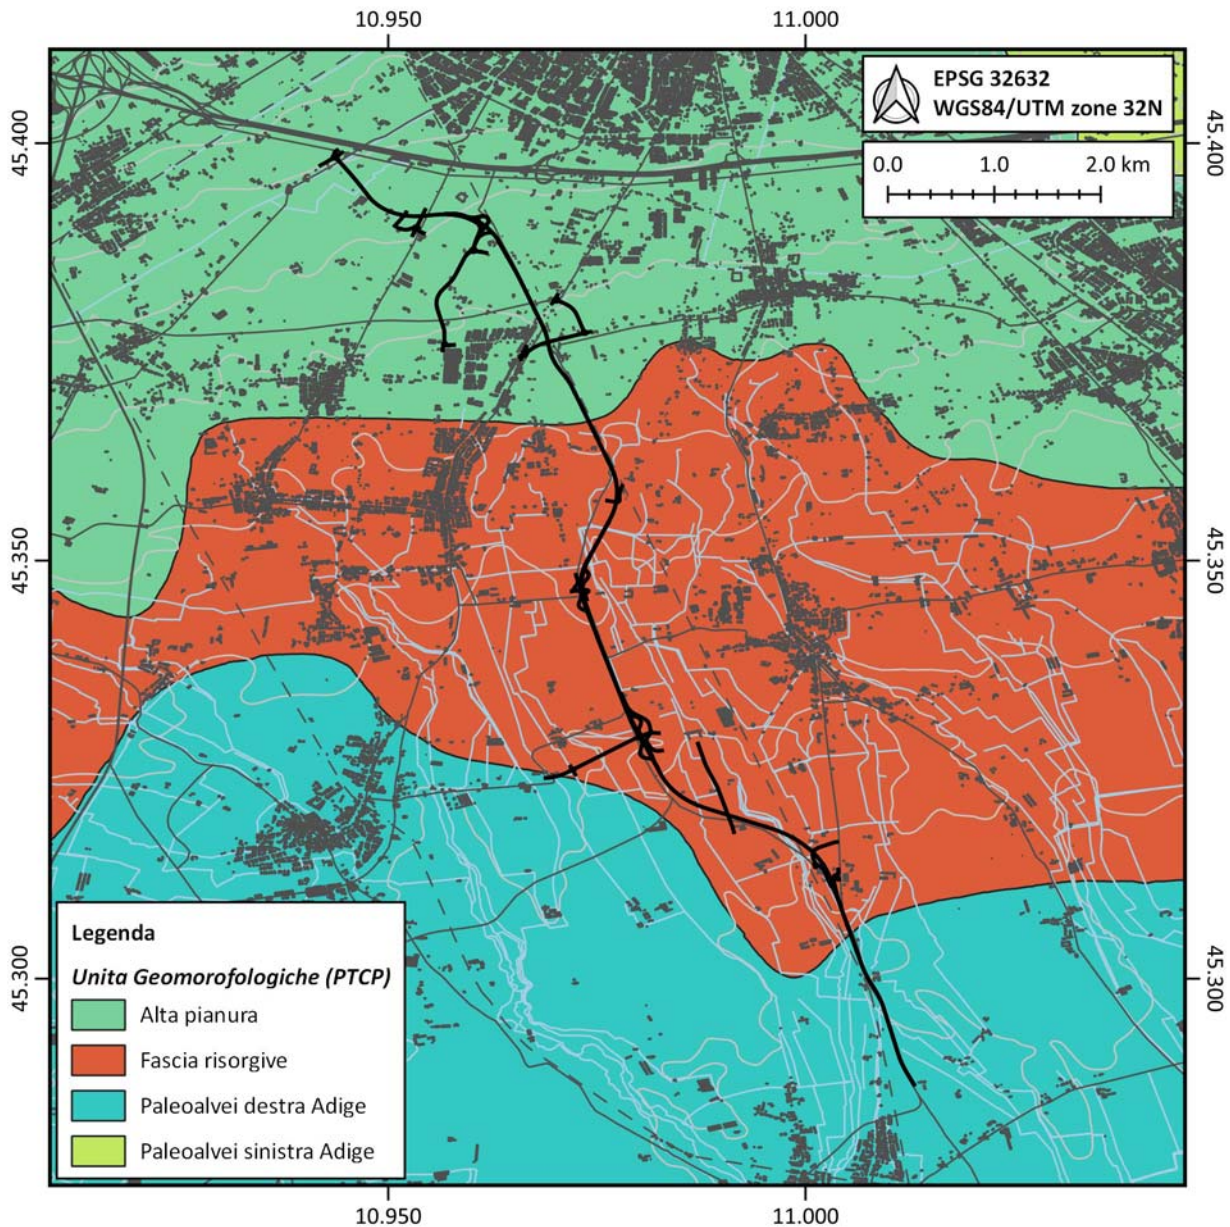 10.950
11.000
EPSG 32632
WGS84/UTM zone 32N
0.0
1.0
2.0 km
45.400
45.400
45.350
45.350
45.300
45.300
Legenda
Unita Geomorofologiche (PTCP)
Alta pianura
Fascia risorgive
Paleoalvei destra Adige
Paleoalvei sinistra Adige
10.950
11.000